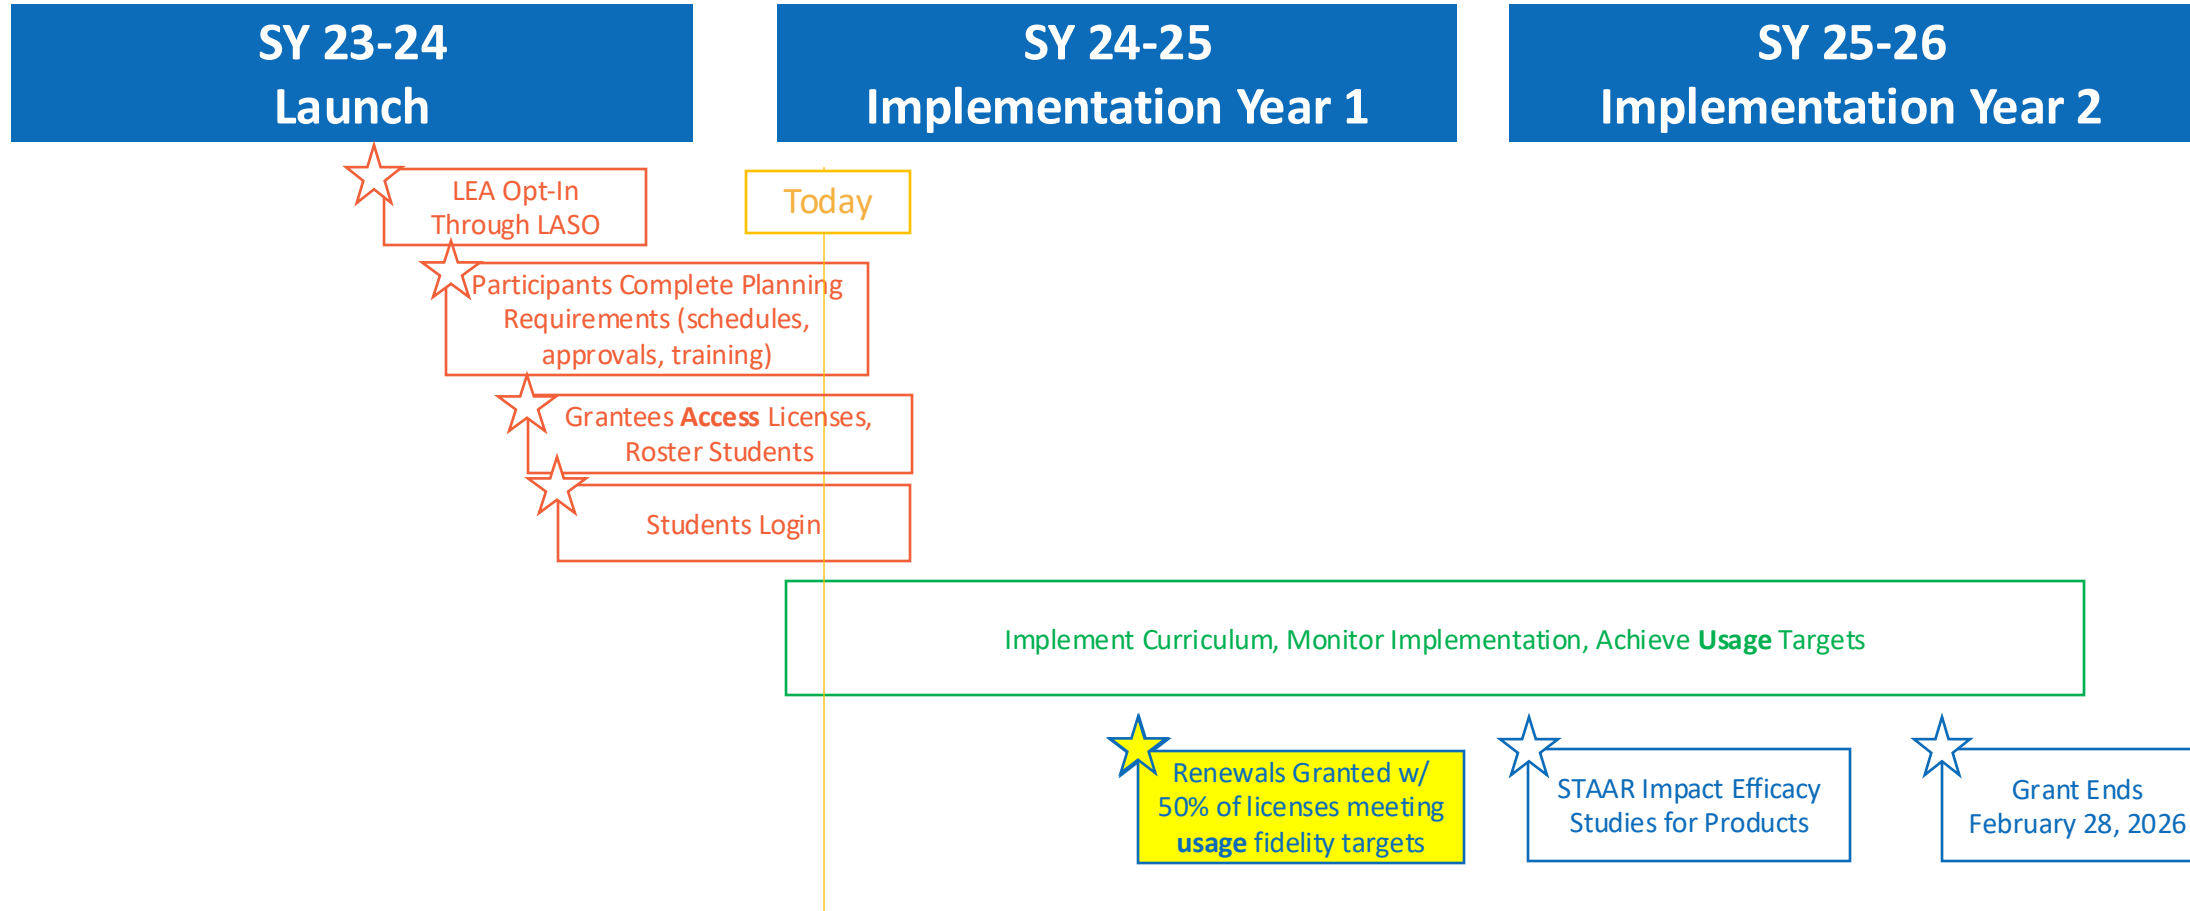 SY 23-24
Launch
SY 24-25
Implementation Year 1
SY 25-26
Implementation Year 2
LEA Opt-In
Through LASO
Today
Participants Complete Planning
Requirements (schedules,
approvals, training)
Grantees Access Licenses,
Roster Students
Students Login
Implement Curriculum, Monitor Implementation, Achieve Usage Targets
Renewals Granted w/
50% of licenses meeting
usage fidelity targets
STAAR Impact Efficacy
Studies for Products
Grant Ends
February 28, 2026